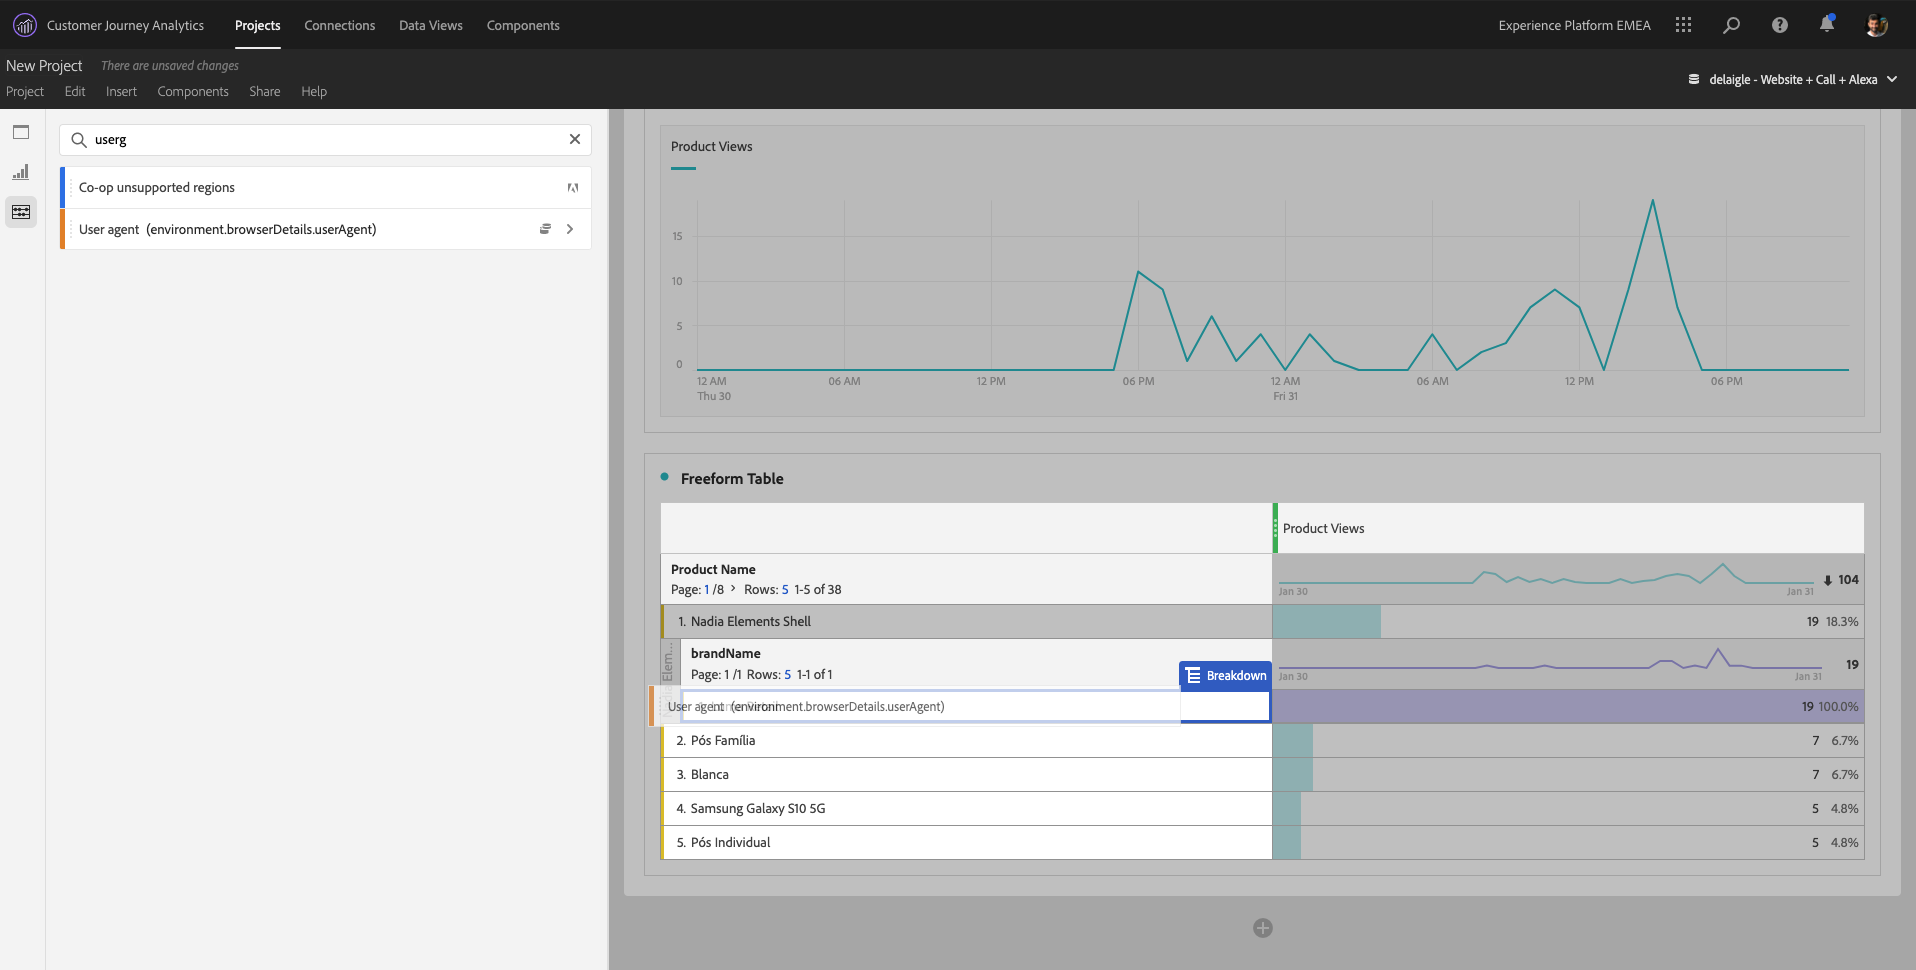 Customer Journey Analytics Projects Connections Data Views Components Experience Platform EMEA
New Project There are unsaved changes
delaigle - Website + Call + Alexa
Project Edit Insert Components Share Help
userg
Co-op unsupported regions
User agent (environment.browserDetails.userAgent)
Product Views
15
10
5
0
12 AM 06 AM 12 PM 06 PM 12 AM 06 AM 12 PM 06 PM
Thu 30 Fri 31
Freeform Table
Product Views
Product Name
Page: 1 /8 > Rows: 5 1-5 of 38
Jan 30 Jan 31 104
1. Nadia Elements Shell 19 18.3%
brandName
Page: 1 /1 Rows: 5 1-1 of 1
Breakdown
Jan 30 Jan 31 19
User agent (environment.browserDetails.userAgent) 19 100.0%
2. Pós Família 7 6.7%
3. Blanca 7 6.7%
4. Samsung Galaxy S10 5G 5 4.8%
5. Pós Individual 5 4.8%